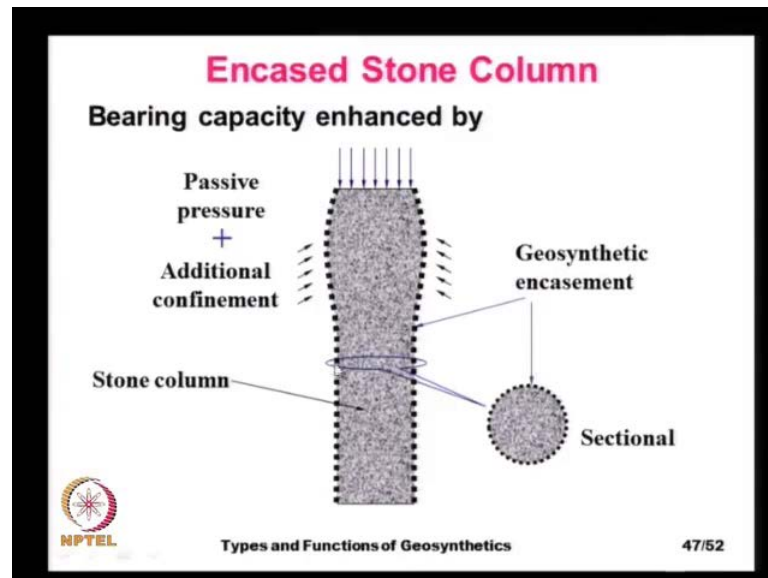 Encased Stone Column
Bearing capacity enhanced by
Passive
pressure
+
Additional
confinement
Geosynthetic
encasement
Stone column
Sectional
NPTEL
Types and Functions of Geosynthetics
47/52